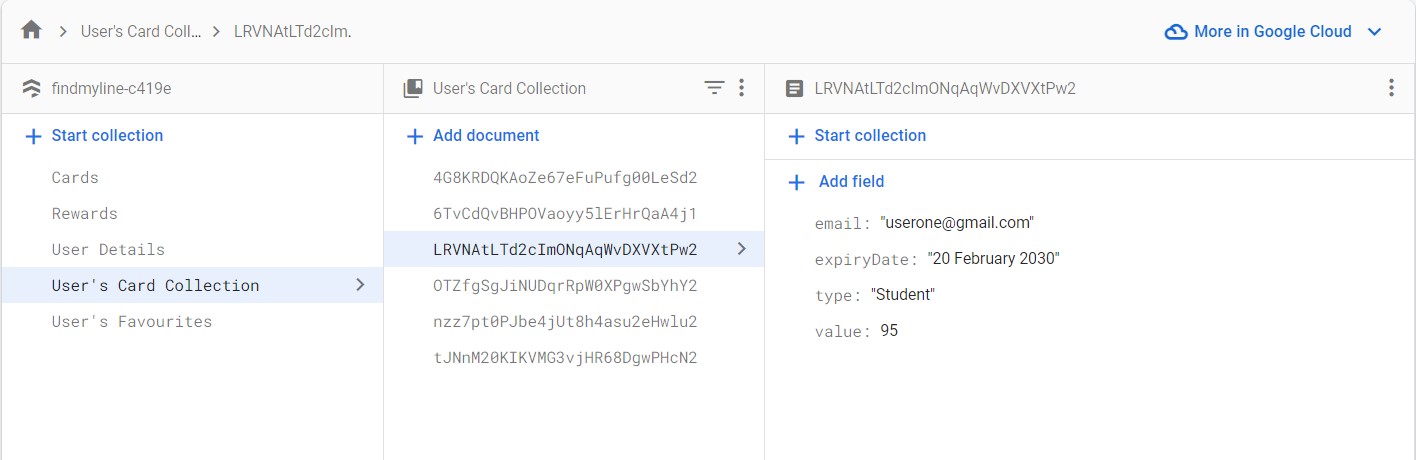 User's Card Coll...
LRVNAtLTd2cIm.
More in Google Cloud
findmyline-c419e
User's Card Collection
LRVNAtLTd2cImONqAqWvDXVXtPw2
Start collection
Add document
Start collection
Cards
Rewards
User Details
User's Card Collection
User's Favourites
4G8KRDQKAoZe67eFuPufg00LeSd2
6TvCdQvBHPOVaoyy5lErHrQaA4j1
LRVNAtLTd2cImONqAqWvDXVXtPw2
OTZfgSgJiNUDqrRpW0XPgwSbYhY2
nzz7pt0PJbe4jUt8h4asu2eHwlu2
tJNnM20KIKVMG3vjHR68DgwPHcN2
Add field
email: "userone@gmail.com"
expiryDate: "20 February 2030"
type: "Student"
value: 95